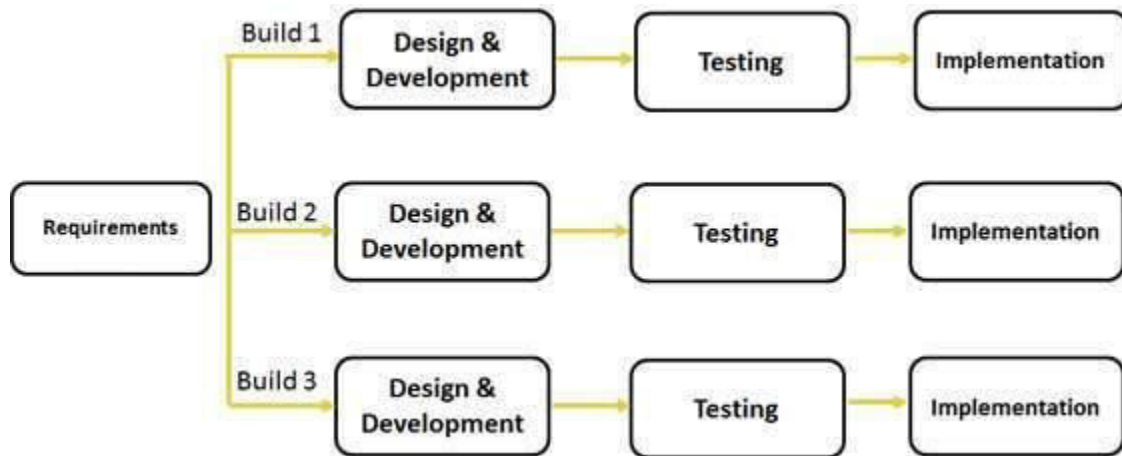 Build 1
Design &
Development
Testing
Implementation
Requirements
Build 2
Design &
Development
Testing
Implementation
Build 3
Design &
Development
Testing
Implementation